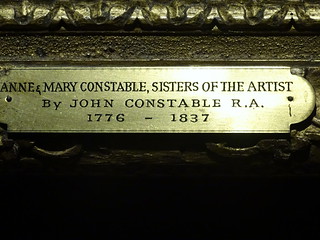 ANNE & MARY CONSTABLE, SISTERS OF THE ARTIST
By JOHN CONSTABLE R.A.
1776 - 1837